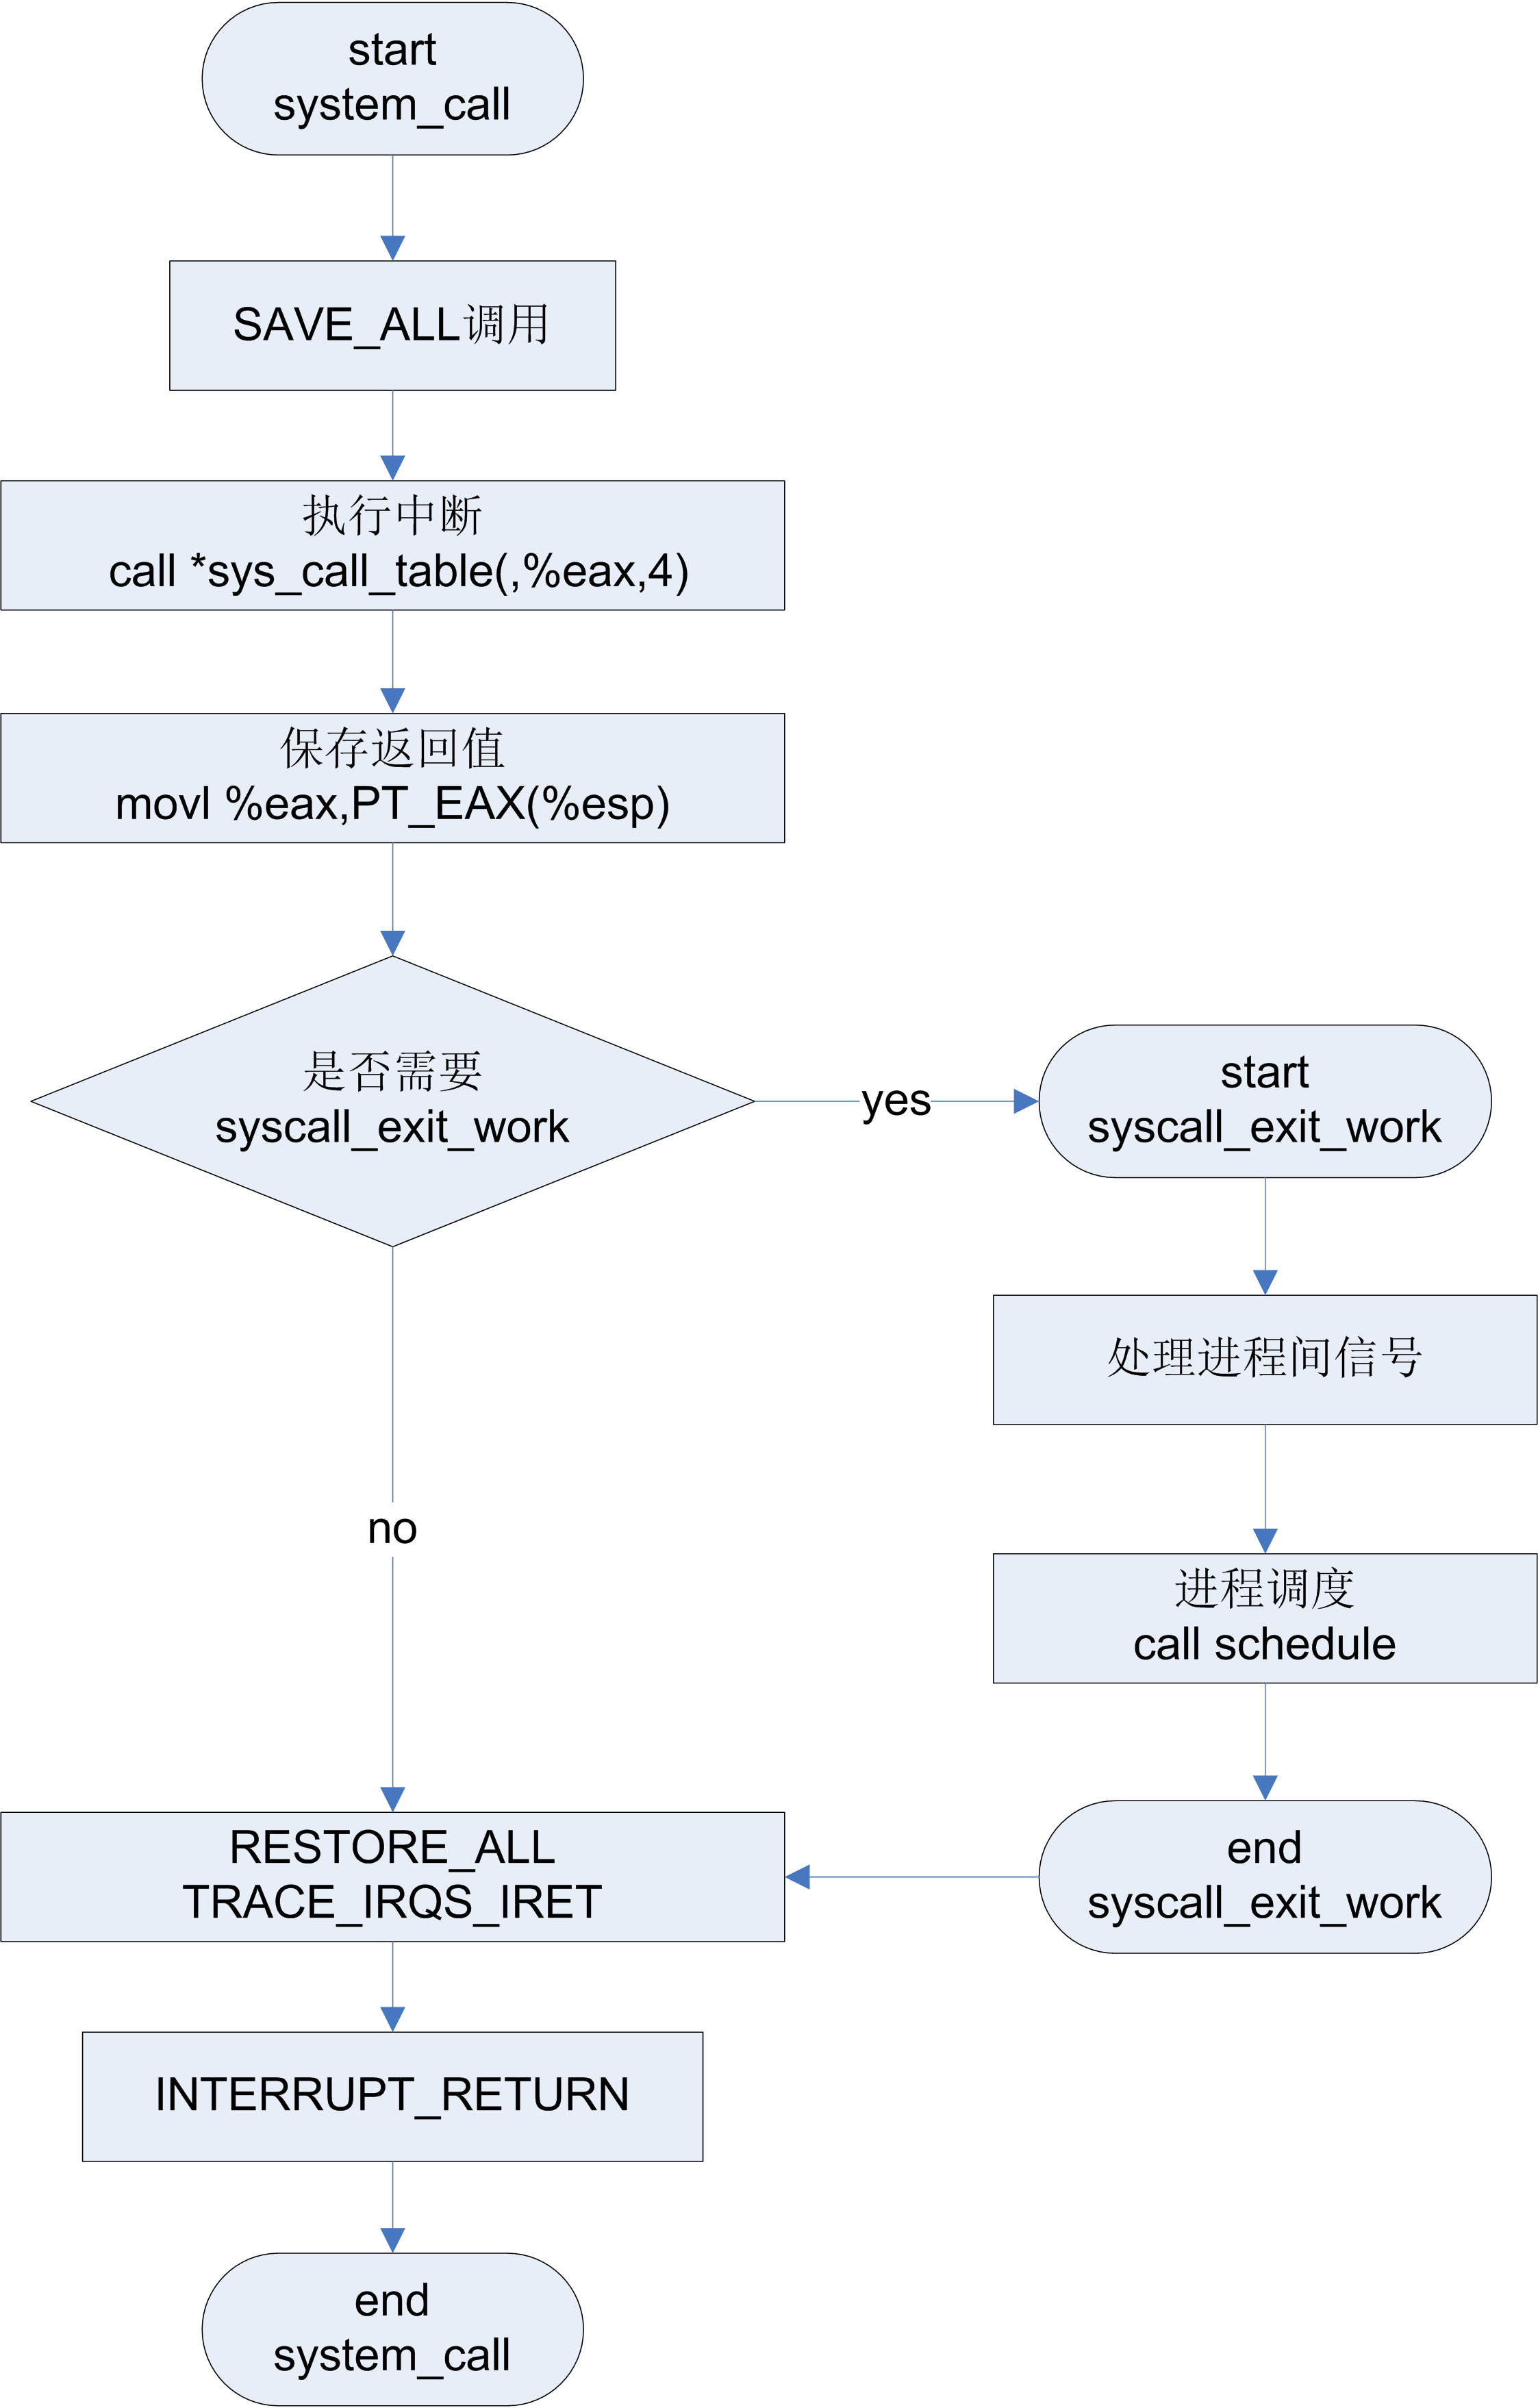 start
system_call
SAVE_ALL调用
执行中断
call *sys_call_table(,%eax,4)
保存返回值
movl %eax,PT_EAX(%esp)
是否需要
syscall_exit_work
yes
start
syscall_exit_work
处理进程间信号
进程调度
call schedule
end
syscall_exit_work
no
RESTORE_ALL
TRACE_IRQS_IRET
INTERRUPT_RETURN
end
system_call